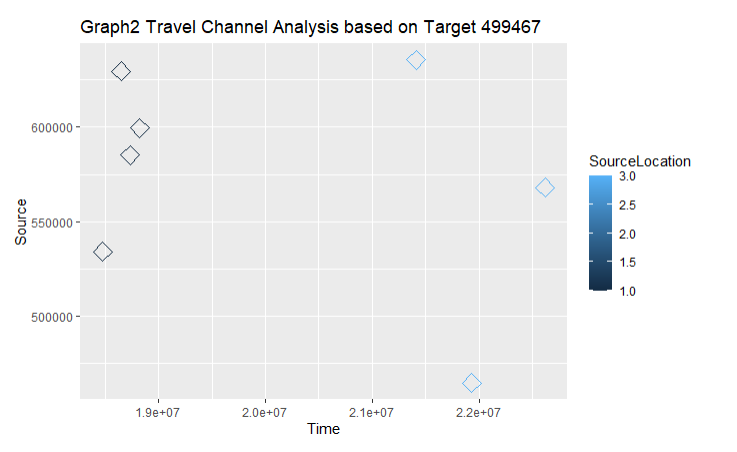 Graph2 Travel Channel Analysis based on Target 499467
Source
600000
550000
500000
1.9e+07
2.0e+07
2.1e+07
2.2e+07
Time
SourceLocation
3.0
2.5
2.0
1.5
1.0